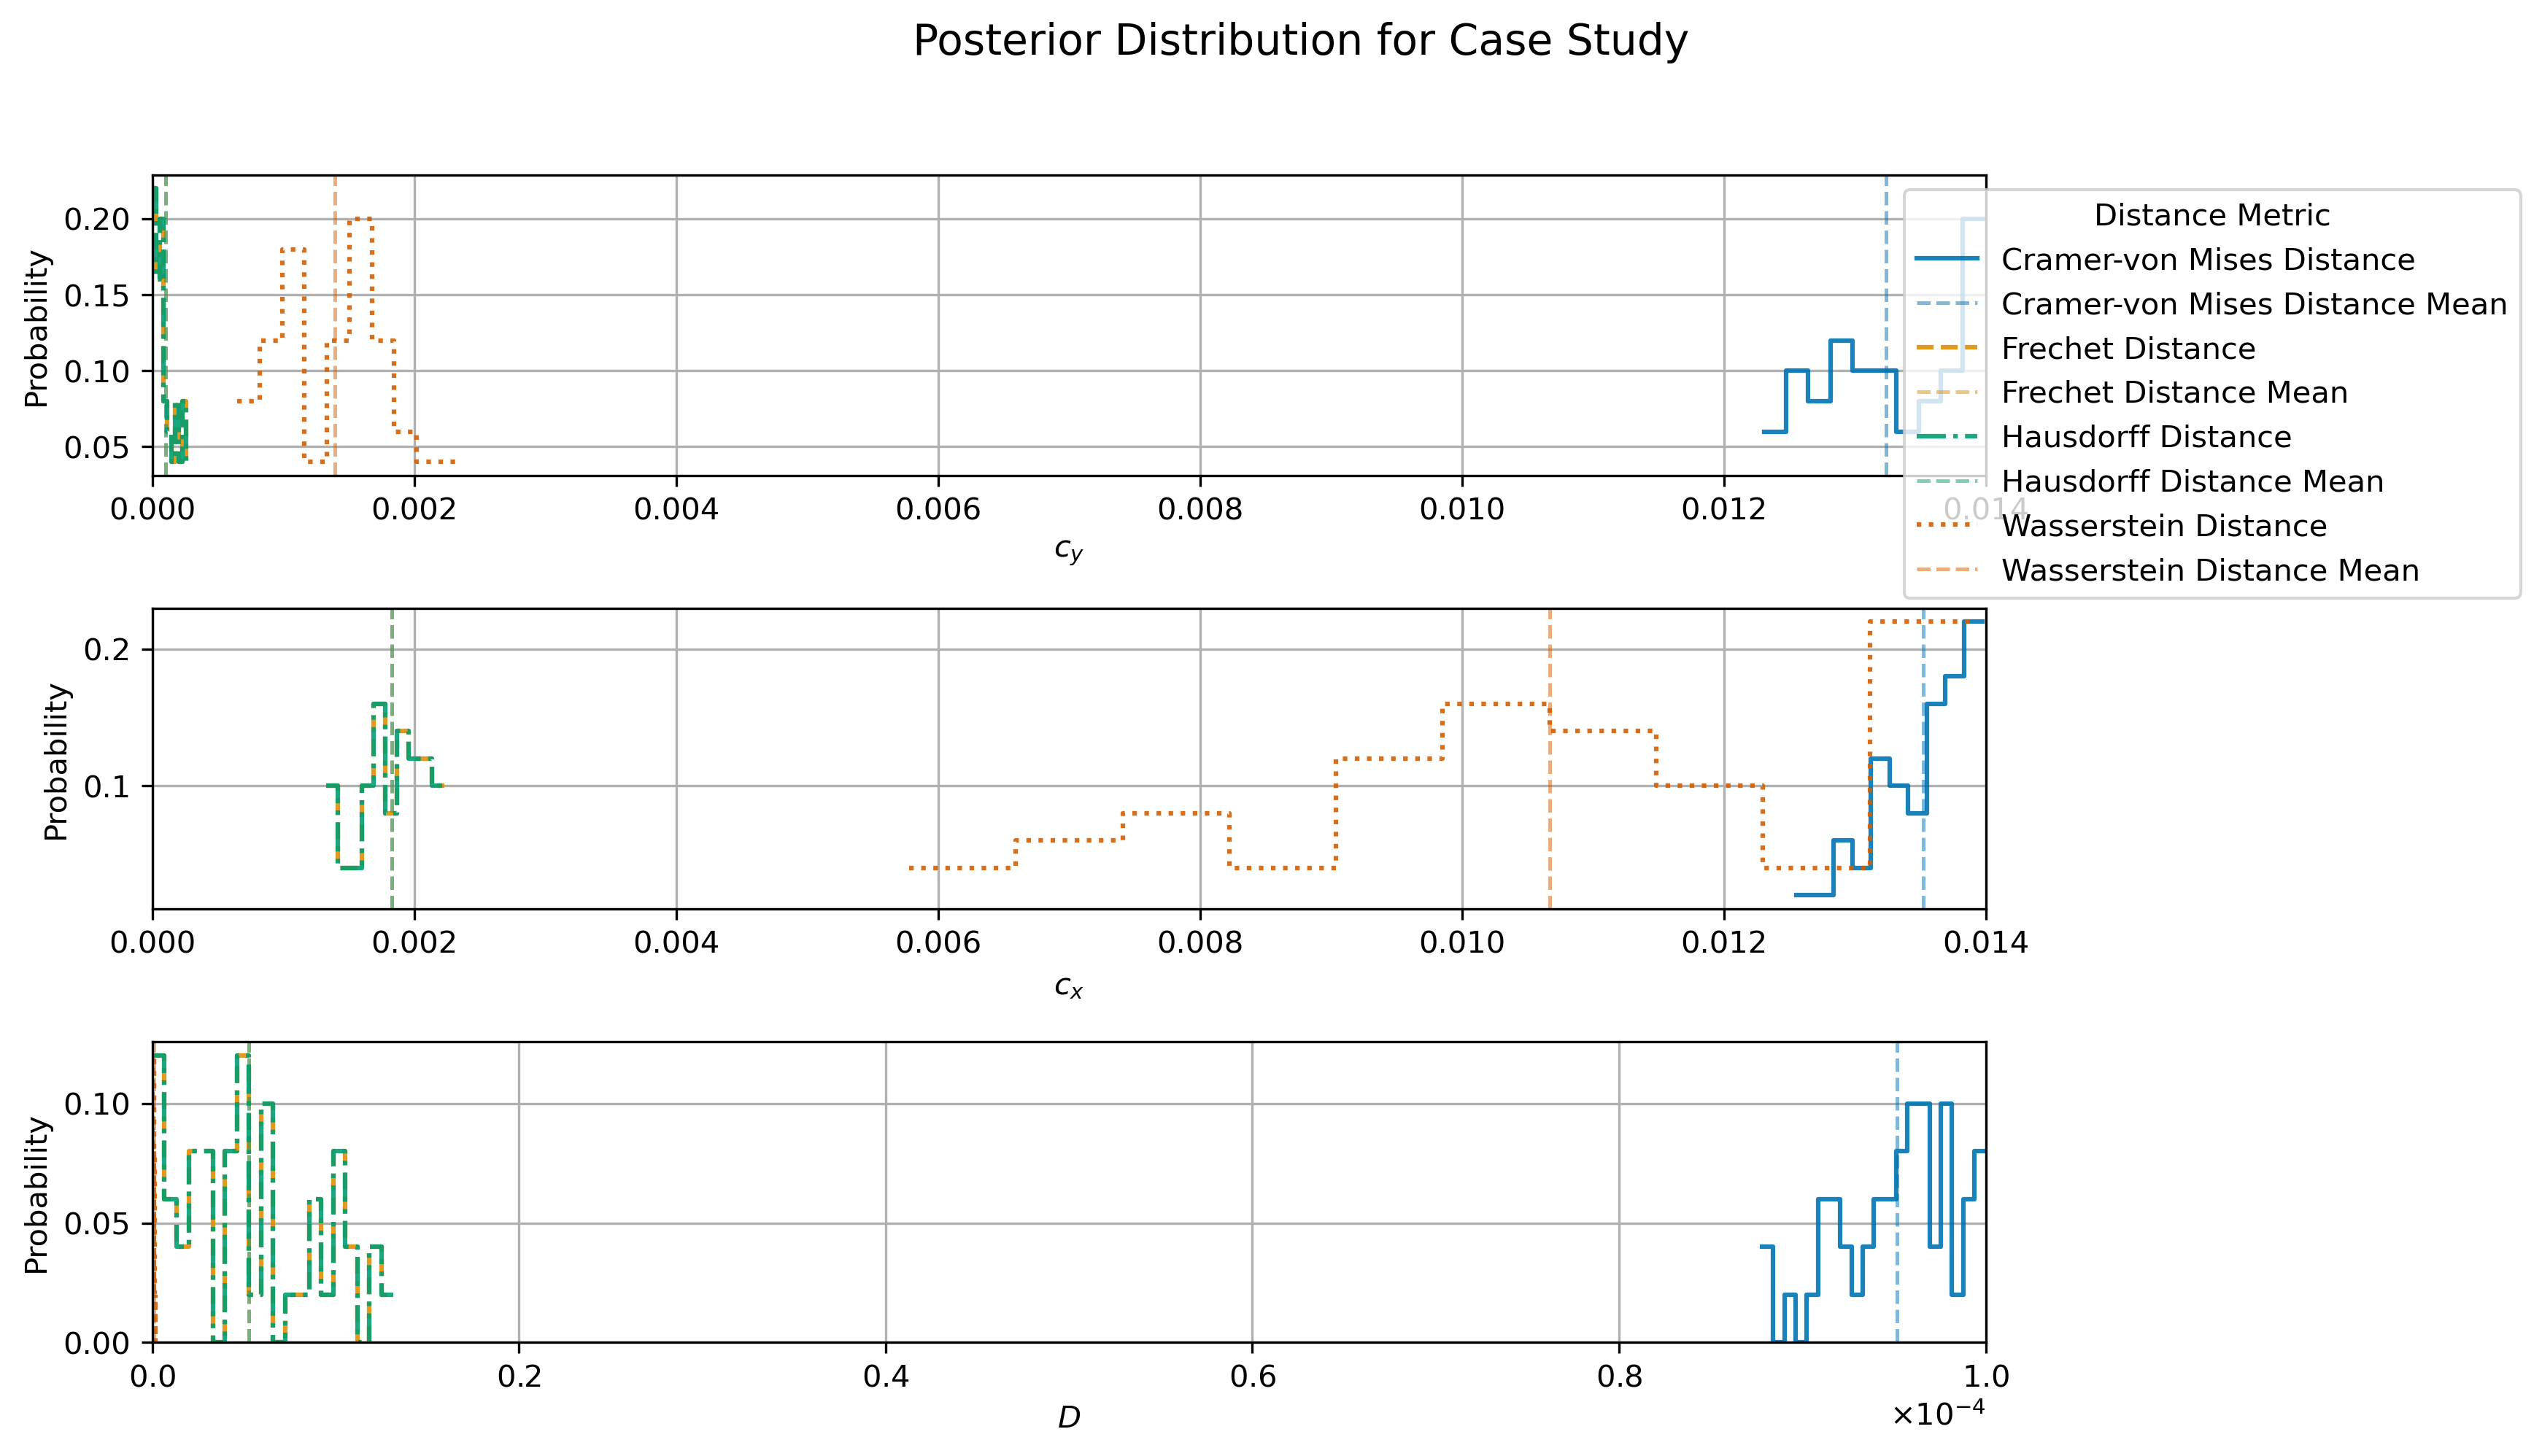 Posterior Distribution for Case Study
Probability
0.20
0.15
0.10
0.05
0.000 0.002 0.004 0.006 0.008 0.010 0.012 0.014
c_y
Distance Metric
Cramer-von Mises Distance
Cramer-von Mises Distance Mean
Frechet Distance
Frechet Distance Mean
Hausdorff Distance
Hausdorff Distance Mean
Wasserstein Distance
Wasserstein Distance Mean
Probability
0.2
0.1
0.000 0.002 0.004 0.006 0.008 0.010 0.012 0.014
c_x
Probability
0.10
0.05
0.00
0.0 0.2 0.4 0.6 0.8 1.0
D
×10⁻⁴